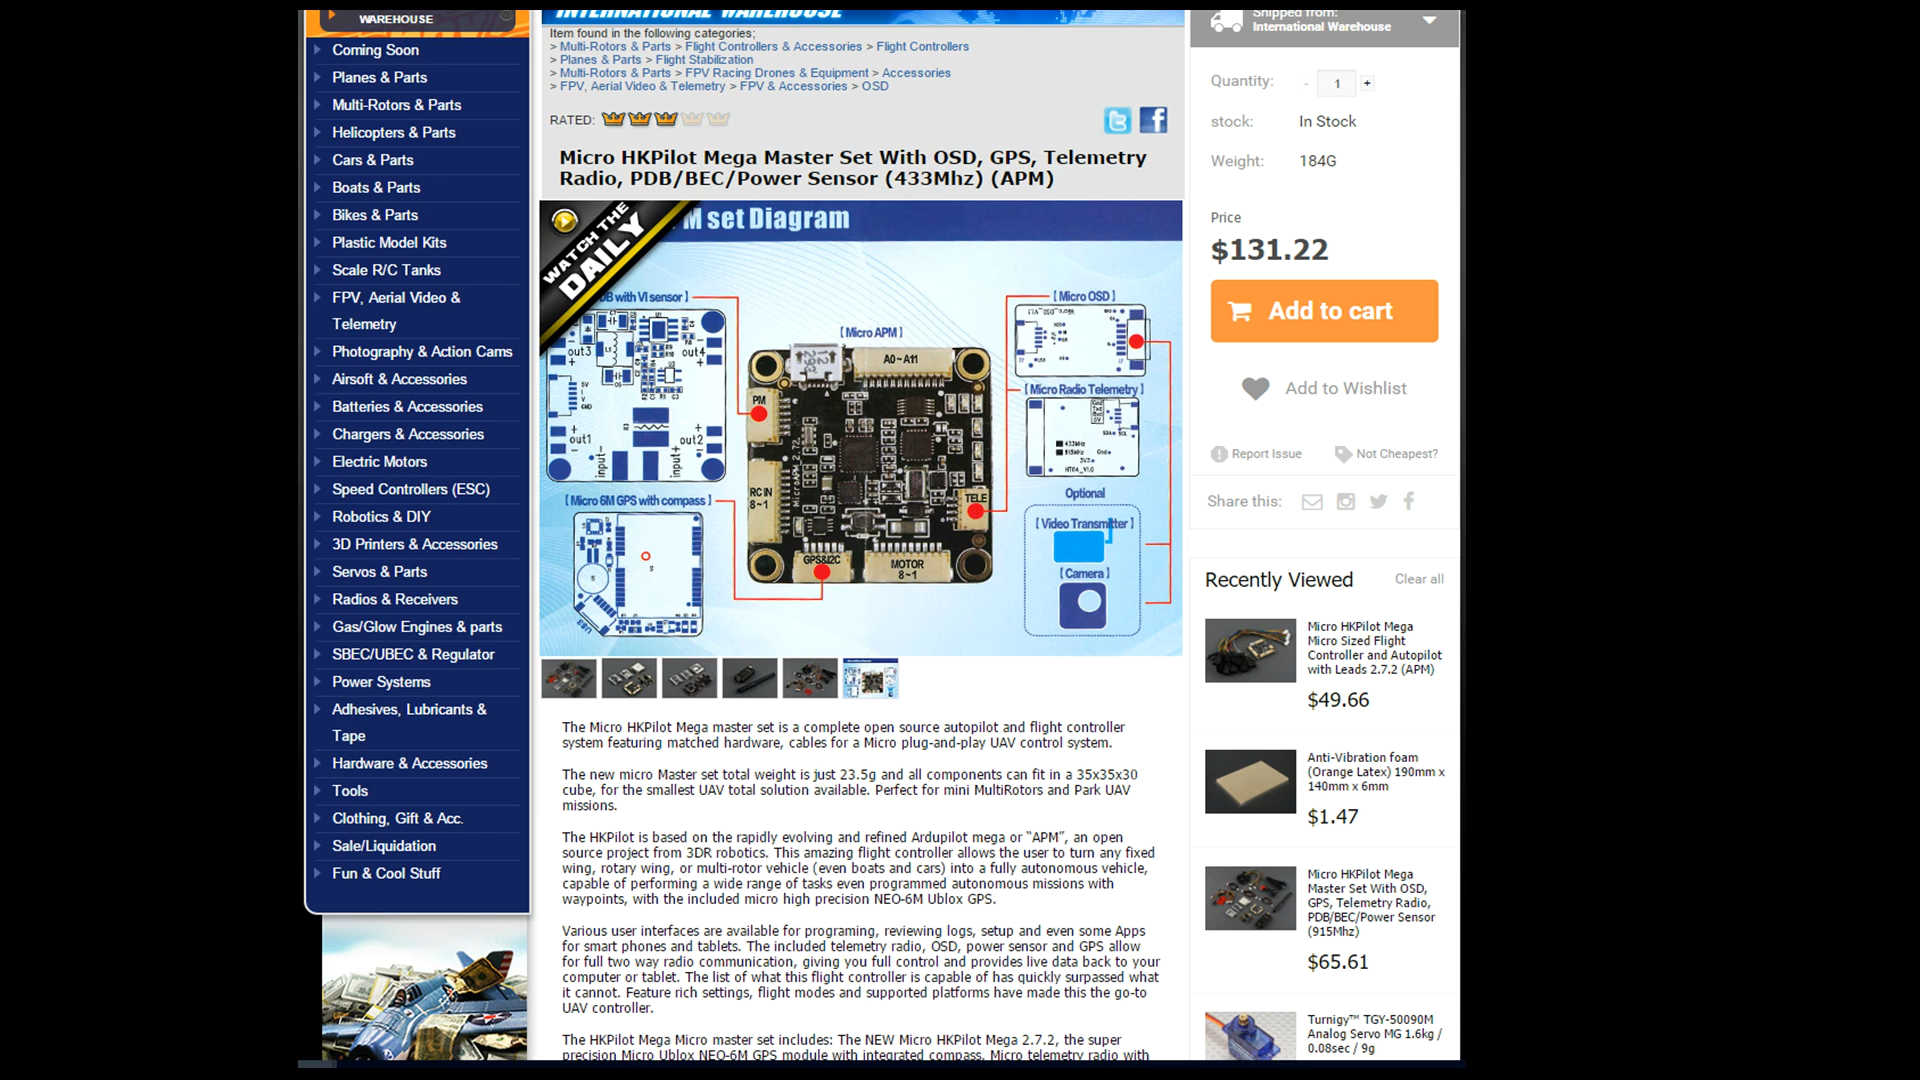 WAREHOUSE
Coming Soon
Planes & Parts
Multi-Rotors & Parts
Helicopters & Parts
Cars & Parts
Boats & Parts
Bikes & Parts
Plastic Model Kits
Scale R/C Tanks
FPV, Aerial Video &
Telemetry
Photography & Action Cams
Airsoft & Accessories
Batteries & Accessories
Chargers & Accessories
Electric Motors
Speed Controllers (ESC)
Robotics & DIY
3D Printers & Accessories
Servos & Parts
Radios & Receivers
Gas/Glow Engines & parts
SBEC/UBEC & Regulator
Power Systems
Adhesives, Lubricants &
Tape
Hardware & Accessories
Tools
Clothing, Gift & Acc.
Sale/Liquidation
Fun & Cool Stuff
INTERNATIONAL WAREHOUSE
Item found in the following categories;
> Multi-Rotors & Parts > Flight Controllers & Accessories > Flight Controllers
> Planes & Parts > Flight Stabilization
> Multi-Rotors & Parts > FPV Racing Drones & Equipment > Accessories
> FPV, Aerial Video & Telemetry > FPV & Accessories > OSD
RATED:
Micro HKPilot Mega Master Set With OSD, GPS, Telemetry
Radio, PDB/BEC/Power Sensor (433Mhz) (APM)
WATCH THE
DAILY
M set Diagram
DB with VI sensor】
out3
out4
out1
out2
input-
input+
【Micro APM】
A0~A11
PM
RC IN
8~1
MicroAPM2.72
GPS&I2C
MOTOR
8~1
TELE
【Micro 6M GPS with compass】
【Micro OSD】
【Micro Radio Telemetry】
433MHz
915MHz
HT04_V1.0
Optional
【Video Transmitter】
【Camera】
The Micro HKPilot Mega master set is a complete open source autopilot and flight controller
system featuring matched hardware, cables for a Micro plug-and-play UAV control system.
The new micro Master set total weight is just 23.5g and all components can fit in a 35x35x30
cube, for the smallest UAV total solution available. Perfect for mini MultiRotors and Park UAV
missions.
The HKPilot is based on the rapidly evolving and refined Ardupilot mega or “APM”, an open
source project from 3DR robotics. This amazing flight controller allows the user to turn any fixed
wing, rotary wing, or multi-rotor vehicle (even boats and cars) into a fully autonomous vehicle,
capable of performing a wide range of tasks even programmed autonomous missions with
waypoints, with the included micro high precision NEO-6M Ublox GPS.
Various user interfaces are available for programing, reviewing logs, setup and even some Apps
for smart phones and tablets. The included telemetry radio, OSD, power sensor and GPS allow
for full two way radio communication, giving you full control and provides live data back to your
computer or tablet. The list of what this flight controller is capable of has quickly surpassed what
it cannot. Feature rich settings, flight modes and supported platforms have made this the go-to
UAV controller.
The HKPilot Mega Micro master set includes: The NEW Micro HKPilot Mega 2.7.2, the super
precision Micro Ublox NEO-6M GPS module with integrated compass, Micro telemetry radio with
Shipped from:
International Warehouse
Quantity: - 1 +
stock: In Stock
Weight: 184G
Price
$131.22
Add to cart
Add to Wishlist
Report Issue Not Cheapest?
Share this:
Recently Viewed Clear all
Micro HKPilot Mega
Micro Sized Flight
Controller and Autopilot
with Leads 2.7.2 (APM)
$49.66
Anti-Vibration foam
(Orange Latex) 190mm x
140mm x 6mm
$1.47
Micro HKPilot Mega
Master Set With OSD,
GPS, Telemetry Radio,
PDB/BEC/Power Sensor
(915Mhz)
$65.61
Turnigy™ TGY-50090M
Analog Servo MG 1.6kg /
0.08sec / 9g